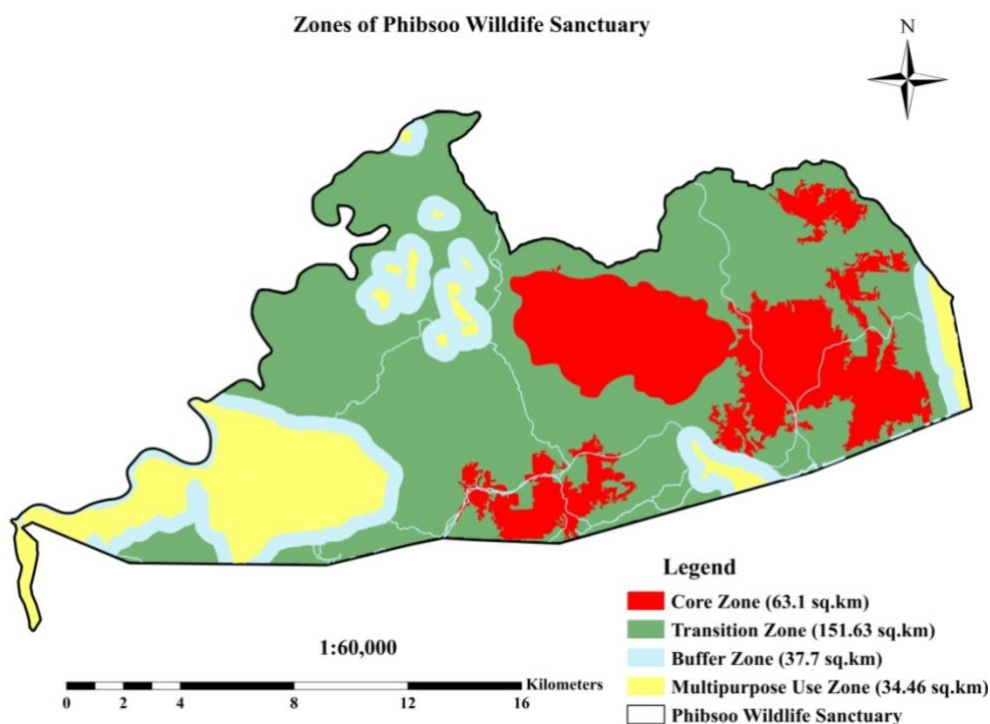 Zones of Phibsoo Willdife Sanctuary
N
Legend
Core Zone (63.1 sq.km)
Transition Zone (151.63 sq.km)
Buffer Zone (37.7 sq.km)
Multipurpose Use Zone (34.46 sq.km)
Phibsoo Wildlife Sanctuary
1:60,000
Kilometers
0 2 4 8 12 16